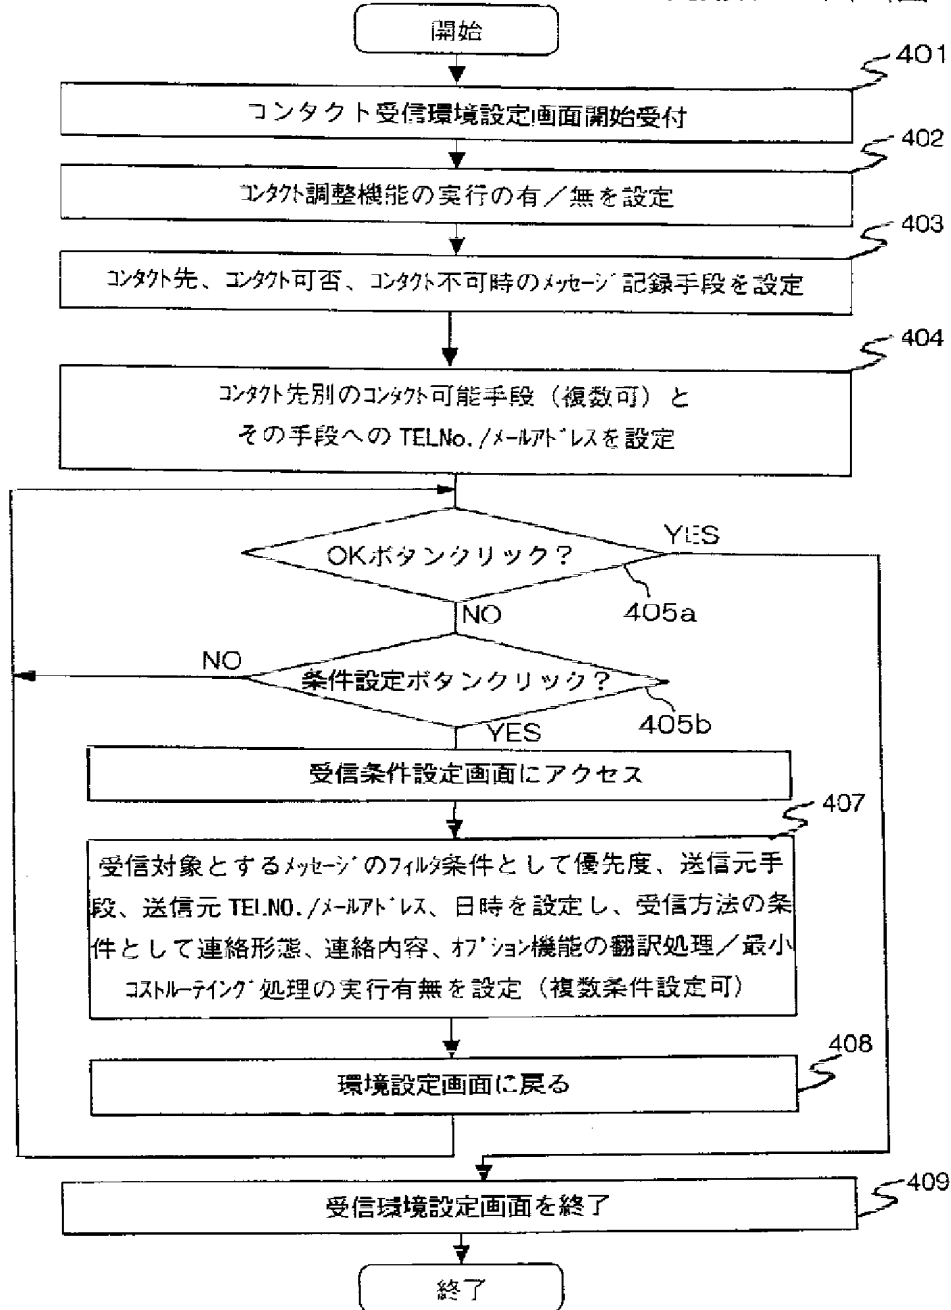 開始
401
コンタクト受信環境設定画面開始受付
402
コンタクト調整機能の実行の有／無を設定
403
コンタクト先、コンタクト可否、コンタクト不可時のメッセージ記録手段を設定
404
コンタクト先別のコンタクト可能手段（複数可）と
その手段へのTELNo./メールアドレスを設定
OKボタンクリック？
YES
405a
NO
条件設定ボタンクリック？
NO
405b
YES
受信条件設定画面にアクセス
407
受信対象とするメッセージのフィルタ条件として優先度、送信元手
段、送信元TELNO./メールアドレス、日時を設定し、受信方法の条
件として連絡形態、連絡内容、オプション機能の翻訳処理／最小
コストルーテイング処理の実行有無を設定（複数条件設定可）
408
環境設定画面に戻る
409
受信環境設定画面を終了
終了